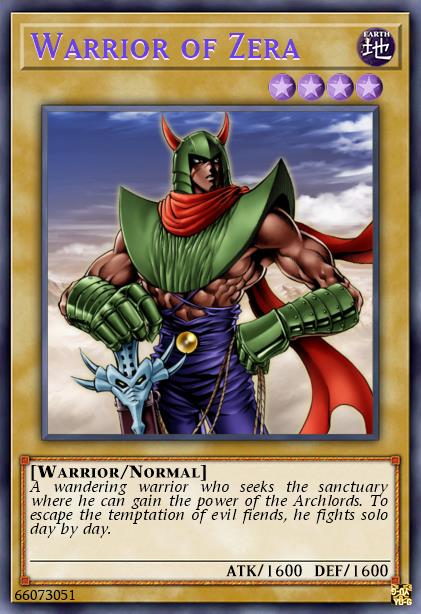 WARRIOR OF ZERA
EARTH
地
[WARRIOR/NORMAL]
A wandering warrior who seeks the sanctuary
where he can gain the power of the Archlords. To
escape the temptation of evil fiends, he fights solo
day by day.
ATK/1600 DEF/1600
66073051